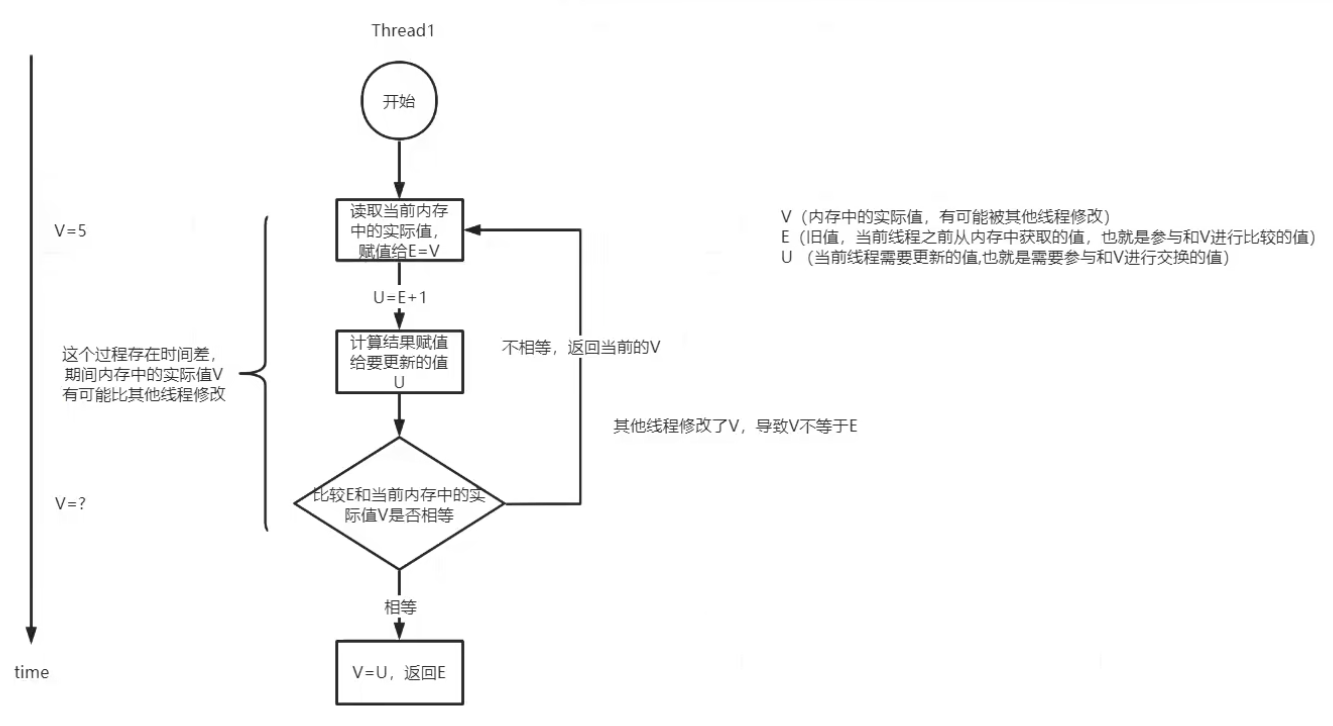 Thread1
开始
读取当前内存
中的实际值，
赋值给E=V
V=5
V（内存中的实际值，有可能被其他线程修改）
E（旧值，当前线程之前从内存中获取的值，也就是参与和V进行比较的值）
U （当前线程需要更新的值,也就是需要参与和V进行交换的值）
U=E+1
计算结果赋值
给要更新的值
U
不相等，返回当前的V
这个过程存在时间差，
期间内存中的实际值V
有可能比其他线程修改
其他线程修改了V，导致V不等于E
V=?
比较E和当前内存中的实
际值V是否相等
相等
V=U，返回E
time